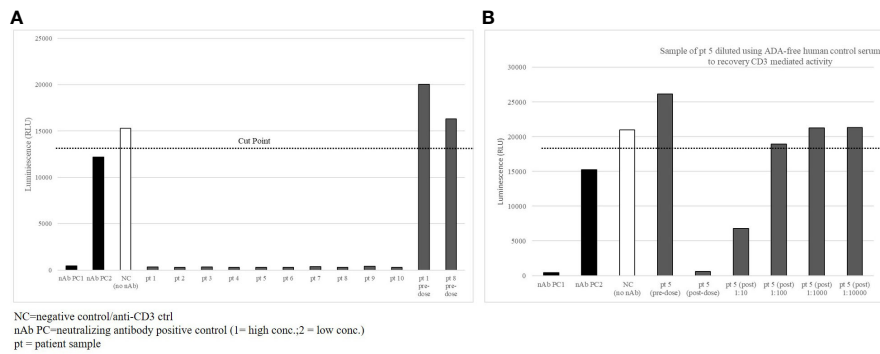 A
25000
20000
15000
10000
5000
0
Luminiescence (RLU)
Cut Point
nAb PC1
nAb PC2
NC
(no nAb)
pt 1
pt 2
pt 3
pt 4
pt 5
pt 6
pt 7
pt 8
pt 9
pt 10
pt 1
pre-
dose
pt 8
pre-
dose
B
Sample of pt 5 diluted using ADA-free human control serum
to recovery CD3 mediated activity
30000
25000
20000
15000
10000
5000
0
Luminescence (RLU)
nAb PC1
nAb PC2
NC
(no nAb)
pt 5
(pre-dose)
pt 5
(post-dose)
pt 5 (post)
1:10
pt 5 (post)
1:100
pt 5 (post)
1:1000
pt 5 (post)
1:10000
NC=negative control/anti-CD3 ctrl
nAb PC=neutralizing antibody positive control (1= high conc.;2 = low conc.)
pt = patient sample